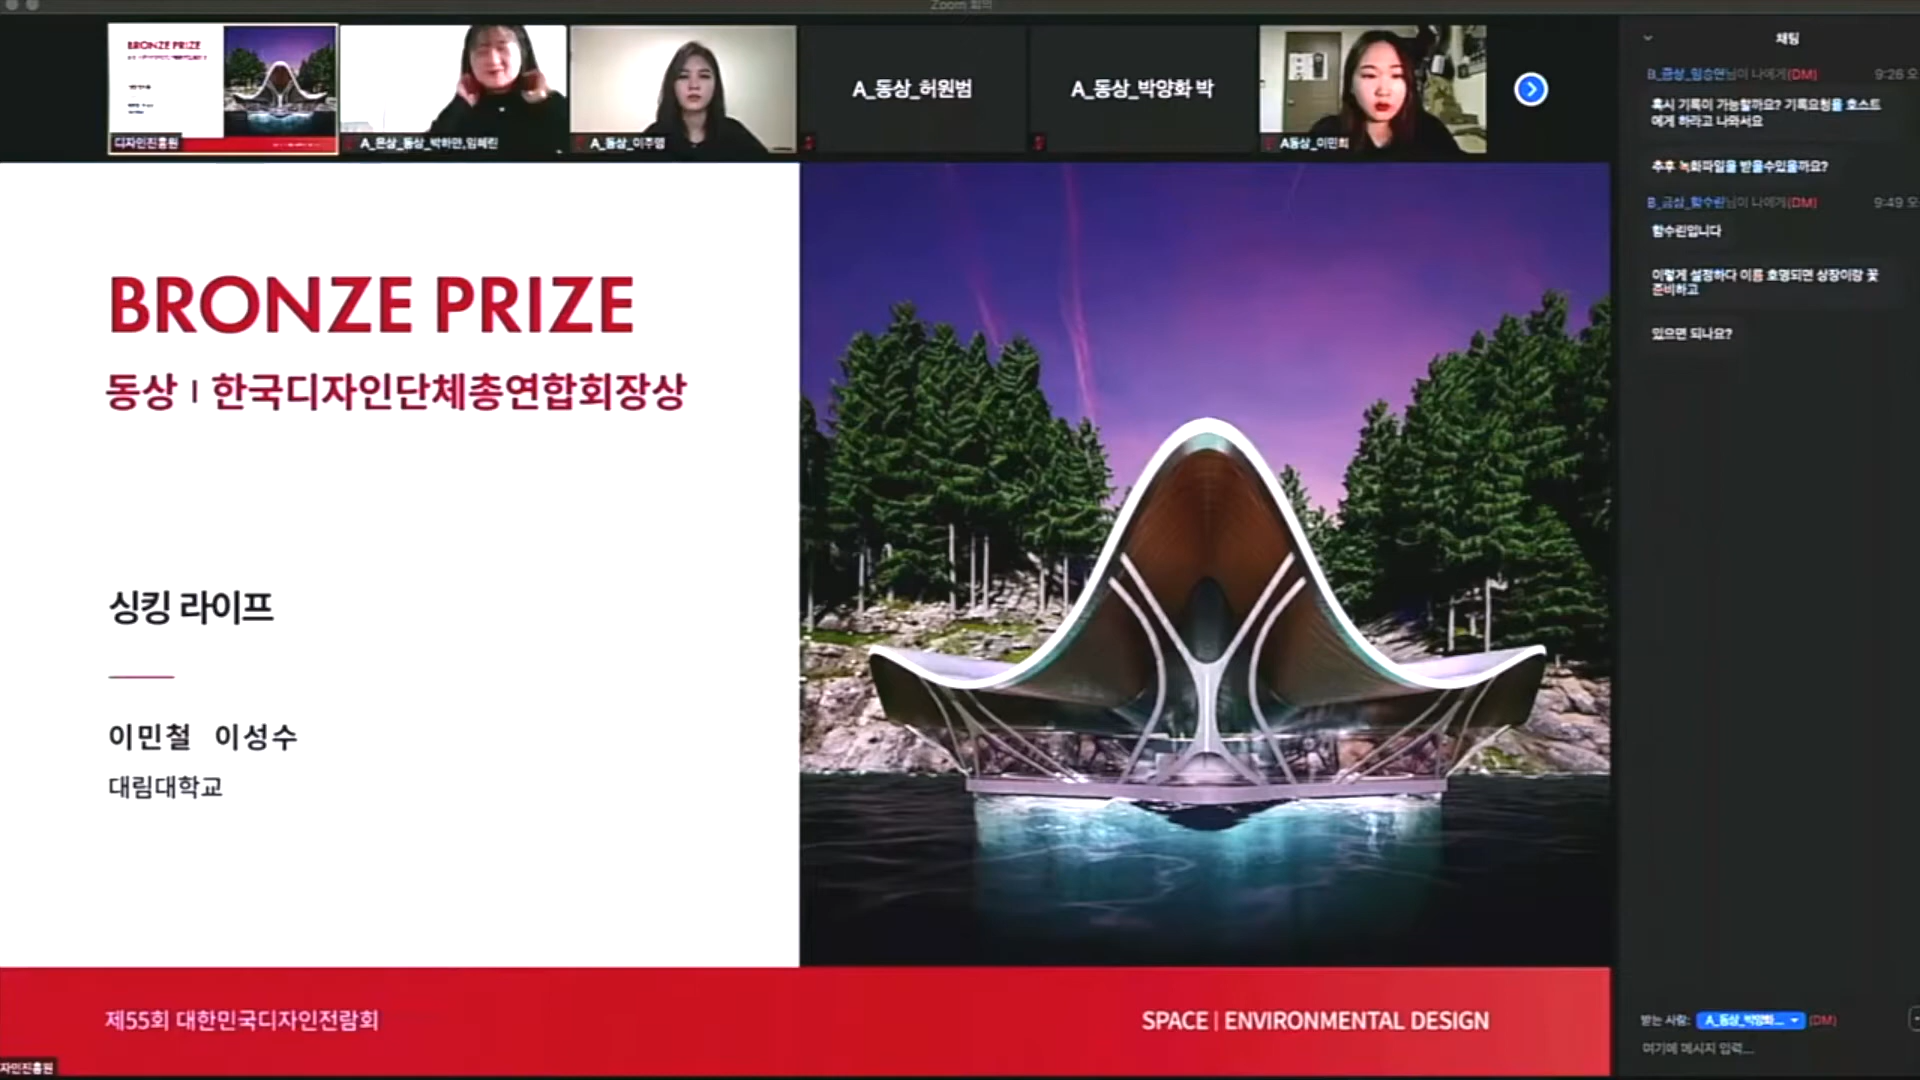 Zoom 회의
BRONZE PRIZE
디자인진흥원
A_은상_동상_박하얀,임혜린
A_동상_이주영
A_동상_허원범
A_동상_박양화 박
A동상_이민희
채팅
B_금상_임승연님이 나에게(DM)
9:26 오
혹시 기록이 가능할까요? 기록요청을 호스트
에게 하라고 나와서요
추후 녹화파일을 받을수있을까요?
B_금상_함수린님이 나에게(DM)
9:49 오
함수린입니다
이렇게 설정하다 이름 호명되면 상장이랑 꽃
준비하고
있으면 되나요?
BRONZE PRIZE
동상 | 한국디자인단체총연합회장상
싱킹 라이프
이민철 이성수
대림대학교
제55회 대한민국디자인전람회
SPACE | ENVIRONMENTAL DESIGN
자인진흥원
받는 사람: A_동상_박양화... (DM)
여기에 메시지 입력...